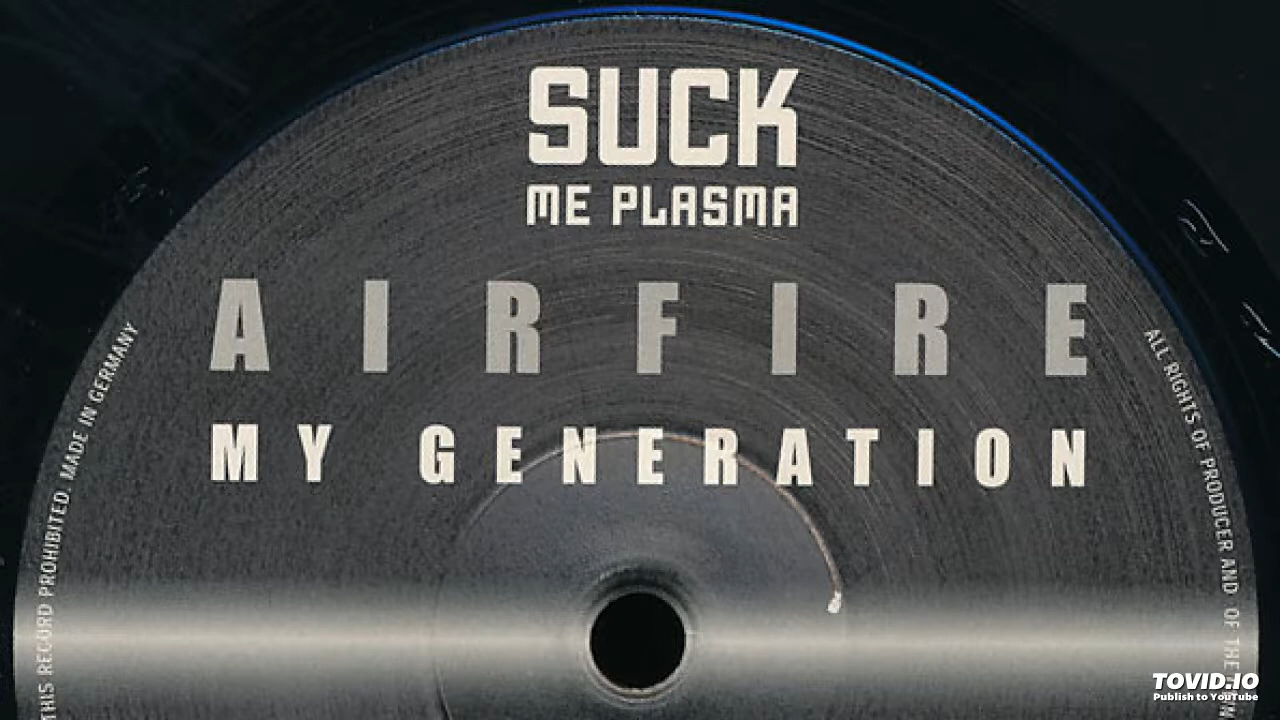 SUCK
ME PLASMA
AIRFIRE
MY GENERATION
THIS RECORD PROHIBITED. MADE IN GERMANY
ALL RIGHTS OF PRODUCER AND OF THE
TOVID.IO
Publish to YouTube